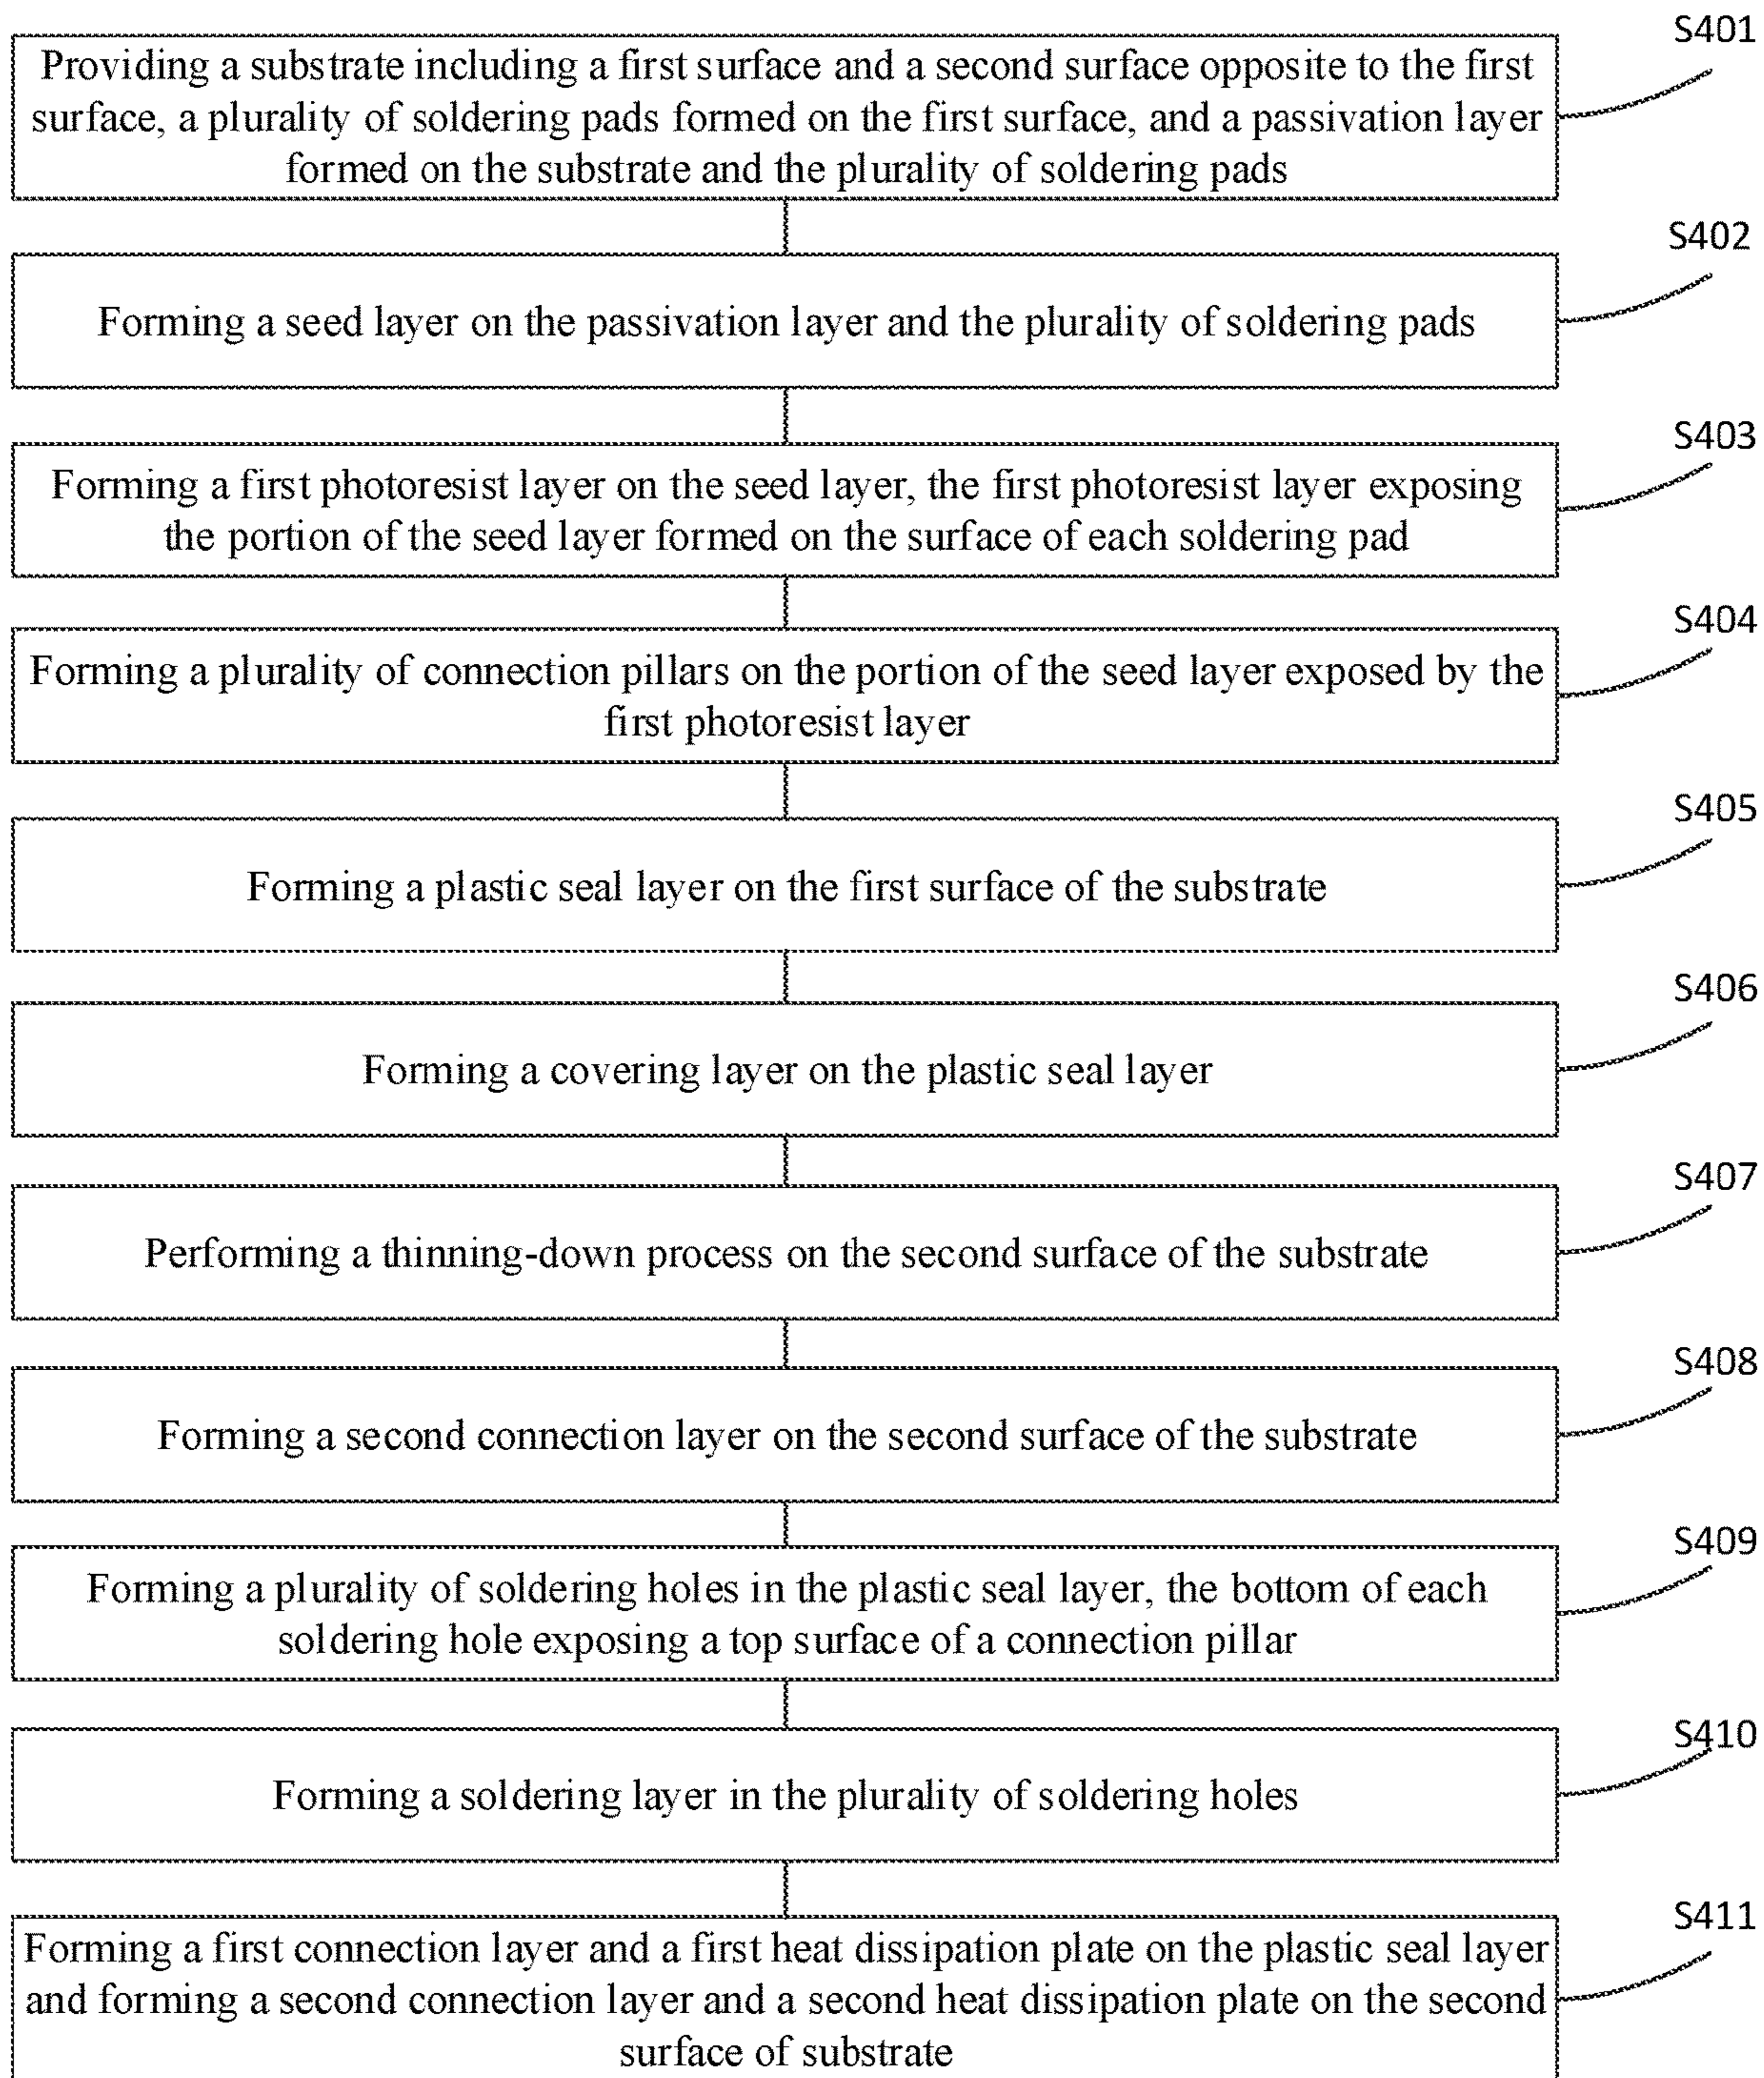 S401
Providing a substrate including a first surface and a second surface opposite to the first
surface, a plurality of soldering pads formed on the first surface, and a passivation layer
formed on the substrate and the plurality of soldering pads
S402
Forming a seed layer on the passivation layer and the plurality of soldering pads
S403
Forming a first photoresist layer on the seed layer, the first photoresist layer exposing
the portion of the seed layer formed on the surface of each soldering pad
S404
Forming a plurality of connection pillars on the portion of the seed layer exposed by the
first photoresist layer
S405
Forming a plastic seal layer on the first surface of the substrate
S406
Forming a covering layer on the plastic seal layer
S407
Performing a thinning-down process on the second surface of the substrate
S408
Forming a second connection layer on the second surface of the substrate
S409
Forming a plurality of soldering holes in the plastic seal layer, the bottom of each
soldering hole exposing a top surface of a connection pillar
S410
Forming a soldering layer in the plurality of soldering holes
S411
Forming a first connection layer and a first heat dissipation plate on the plastic seal layer
and forming a second connection layer and a second heat dissipation plate on the second
surface of substrate